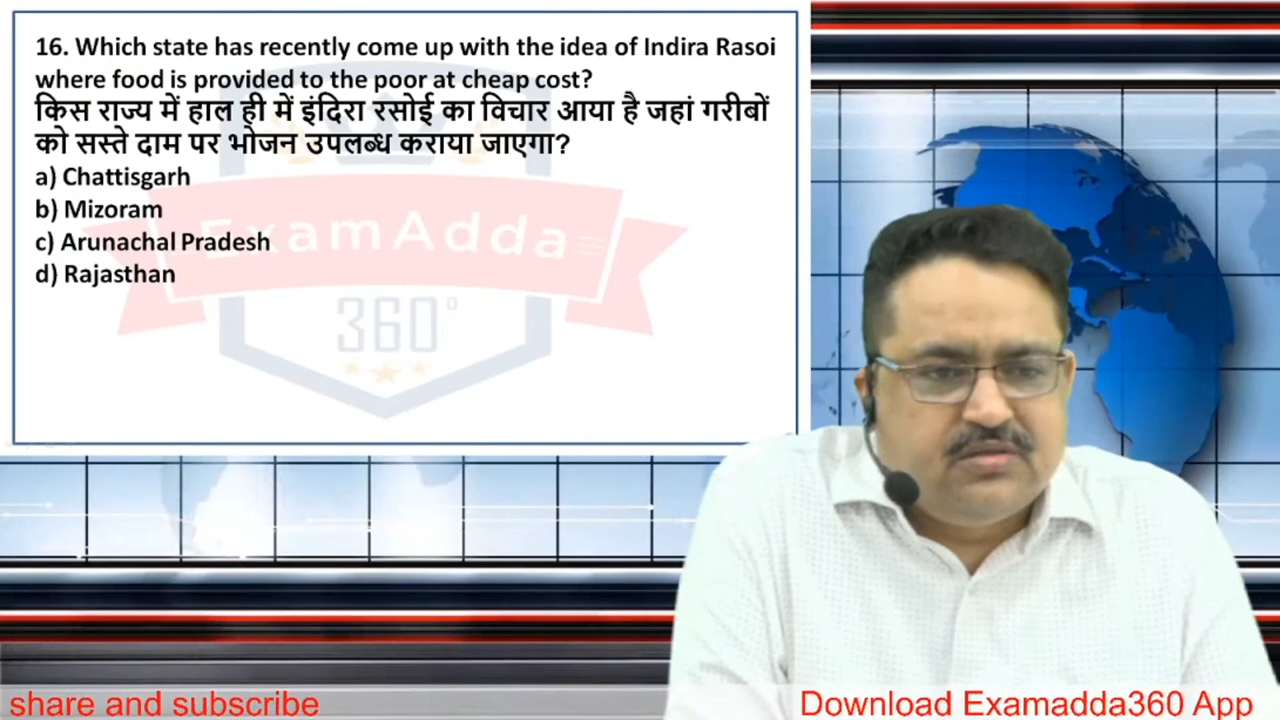 16. Which state has recently come up with the idea of Indira Rasoi
where food is provided to the poor at cheap cost?
किस राज्य में हाल ही में इंदिरा रसोई का विचार आया है जहां गरीबों
को सस्ते दाम पर भोजन उपलब्ध कराया जाएगा?
a) Chattisgarh
b) Mizoram
c) Arunachal Pradesh
d) Rajasthan
ExamAdda
360°
share and subscribe
Download Examadda360 App